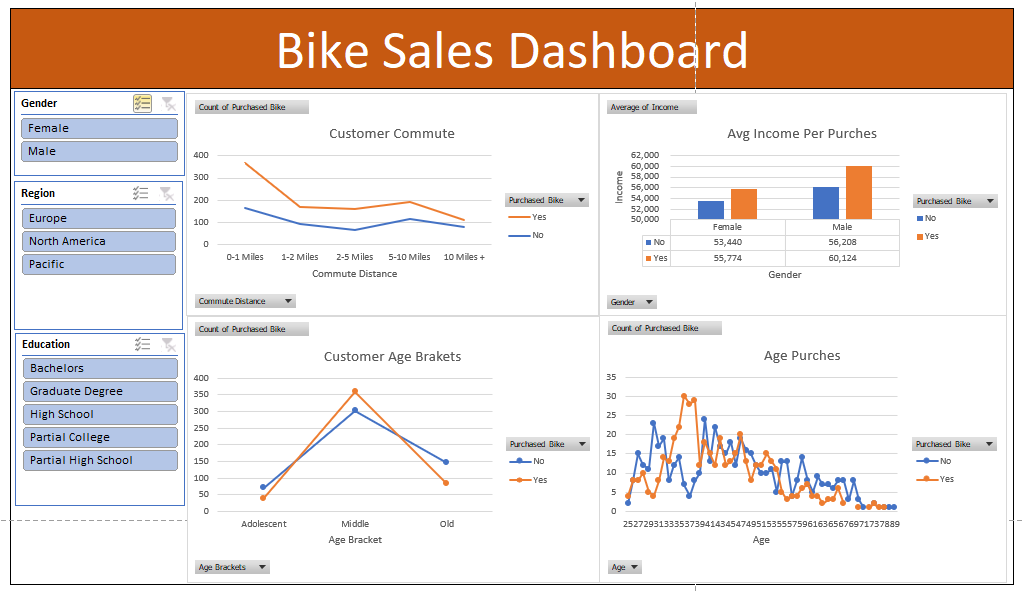 Bike Sales Dashboard
Gender
Female
Male
Region
Europe
North America
Pacific
Education
Bachelors
Graduate Degree
High School
Partial College
Partial High School
Count of Purchased Bike
Customer Commute
400
300
200
100
0
0-1 Miles 1-2 Miles 2-5 Miles 5-10 Miles 10 Miles +
Commute Distance
Purchased Bike
Yes
No
Commute Distance
Average of Income
Avg Income Per Purches
62,000
60,000
58,000
56,000
54,000
52,000
50,000
Income
Female Male
No 53,440 56,208
Yes 55,774 60,124
Gender
Purchased Bike
No
Yes
Gender
Count of Purchased Bike
Customer Age Brakets
400
350
300
250
200
150
100
50
0
Adolescent Middle Old
Age Bracket
Purchased Bike
No
Yes
Age Brackets
Count of Purchased Bike
Age Purches
35
30
25
20
15
10
5
0
252729313335373941434547495153555759616365676971737889
Age
Purchased Bike
No
Yes
Age